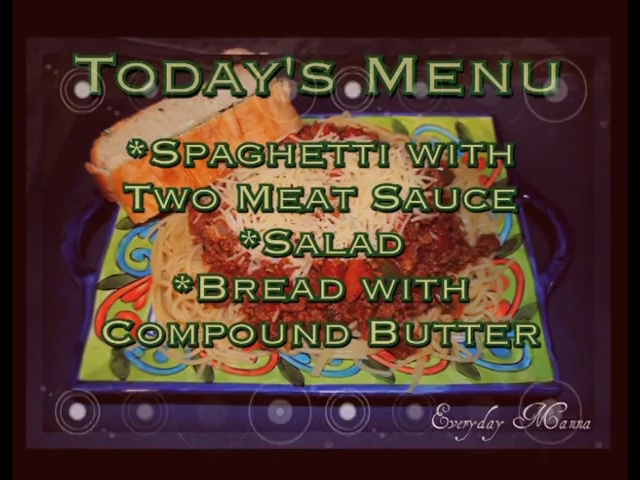 Today's Menu
*Spaghetti with
Two Meat Sauce
*Salad
*Bread with
Compound Butter
Everyday Manna